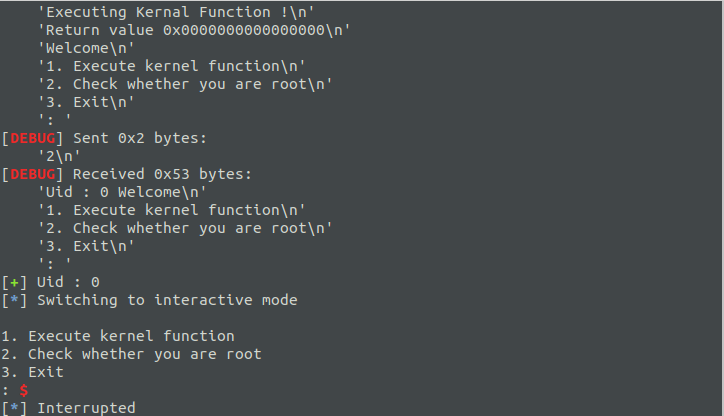 'Executing Kernal Function !\n'
'Return value 0x0000000000000000\n'
'Welcome\n'
'1. Execute kernel function\n'
'2. Check whether you are root\n'
'3. Exit\n'
': '
[DEBUG] Sent 0x2 bytes:
'2\n'
[DEBUG] Received 0x53 bytes:
'Uid : 0 Welcome\n'
'1. Execute kernel function\n'
'2. Check whether you are root\n'
'3. Exit\n'
': '
[+] Uid : 0
[*] Switching to interactive mode
1. Execute kernel function
2. Check whether you are root
3. Exit
: $
[*] Interrupted